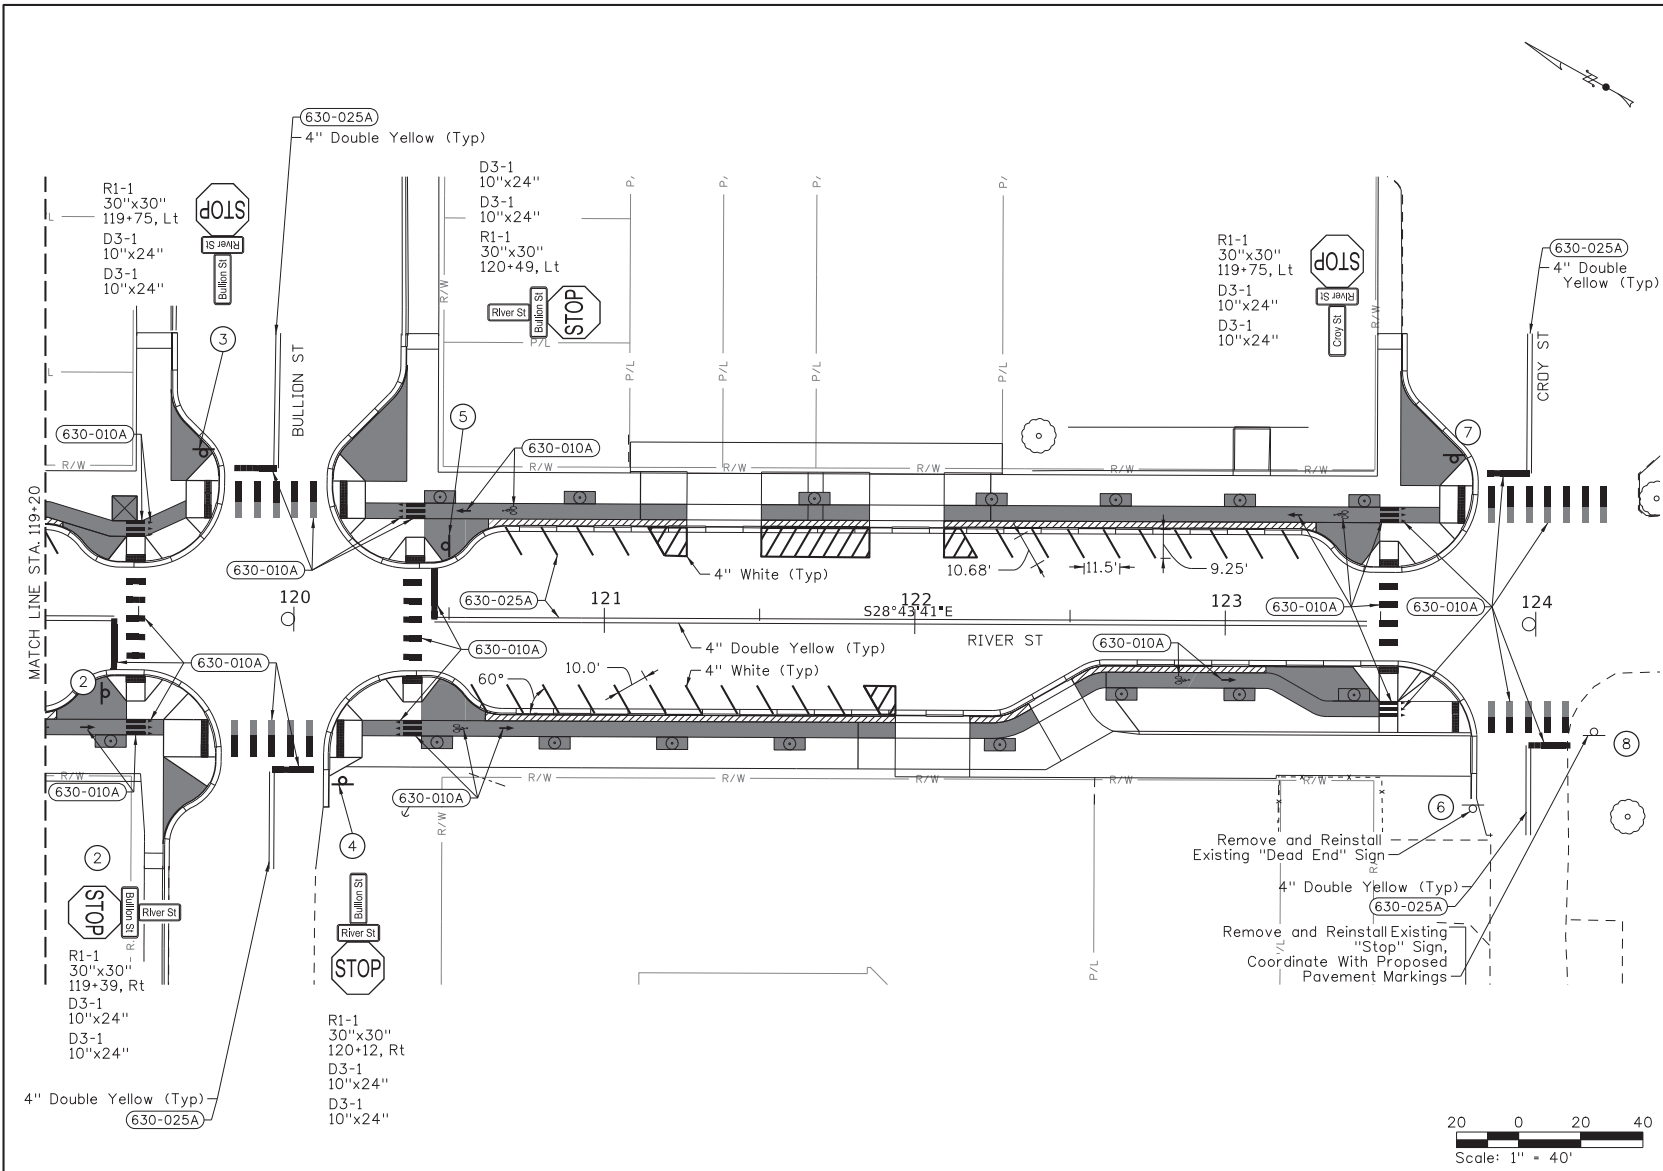 630-025A
4" Double Yellow (Typ)
R1-1
30"x30"
119+75, Lt
D3-1
10"x24"
D3-1
10"x24"
STOP
River St
Bullion St
D3-1
10"x24"
D3-1
10"x24"
R1-1
30"x30"
120+49, Lt
River St
Bullion St
STOP
R1-1
30"x30"
119+75, Lt
D3-1
10"x24"
D3-1
10"x24"
STOP
River St
Croy St
630-025A
4" Double
Yellow (Typ)
N
P/L
P/L
P/L
P/L
P/L
P/L
P/L
P/L
P/L
L
L
R/W
R/W
3
BULLION ST
CROY ST
5
7
630-010A
630-010A
R/W
R/W
R/W
R/W
R/W
R/W
R/W
MATCH LINE STA. 119+20
630-010A
4" White (Typ)
10.68'
11.5'
9.25'
120
630-025A
121
122
S28°43'41"E
123
630-010A
630-010A
124
RIVER ST
630-010A
4" Double Yellow (Typ)
630-010A
630-010A
4" White (Typ)
10.0'
60°
2
8
R/W
R/W
R/W
R/W
R/W
630-010A
630-010A
6
R/W
4
Remove and Reinstall
Existing "Dead End" Sign
2
4" Double Yellow (Typ)
630-025A
STOP
Bullion St
River St
Bullion St
River St
STOP
Remove and Reinstall Existing
"Stop" Sign,
Coordinate With Proposed
Pavement Markings
P/L
R1-1
30"x30"
119+39, Rt
D3-1
10"x24"
D3-1
10"x24"
R1-1
30"x30"
120+12, Rt
D3-1
10"x24"
D3-1
10"x24"
4" Double Yellow (Typ)
630-025A
20 0 20 40
Scale: 1" = 40'